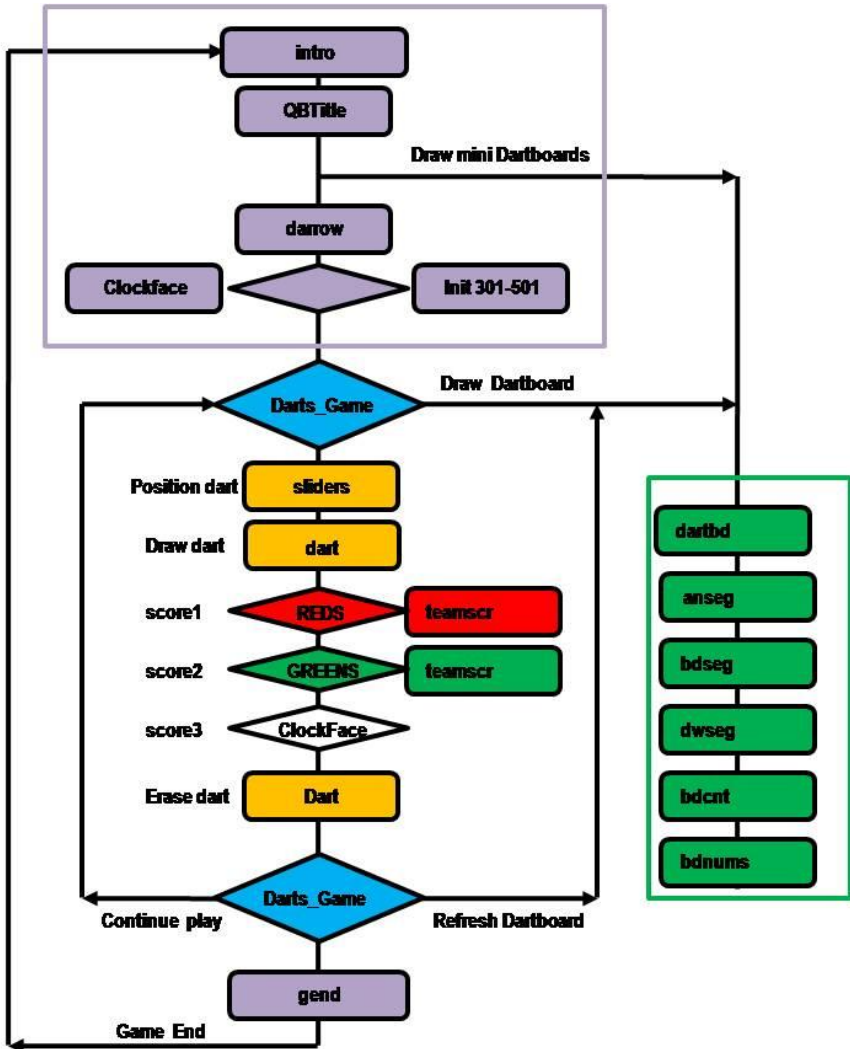 intro
QBTitle
Draw mini Dartboards
darrow
Clockface
Init 301-501
Draw Dartboard
Darts_Game
Position dart
sliders
Draw dart
dart
score1
REDS
teamscr
score2
GREENS
teamscr
score3
ClockFace
Erase dart
Dart
Darts_Game
Continue play
Refresh Dartboard
gend
Game End
dartbd
anseg
bdseg
dwseg
bdcnt
bdnums